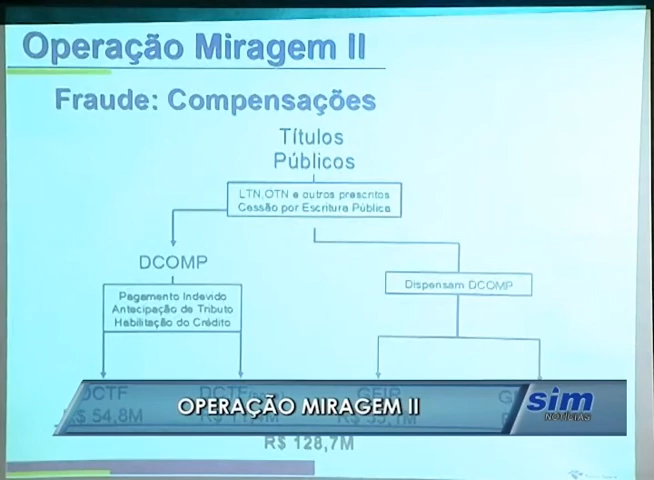 Operação Miragem II
Fraude: Compensações
Títulos
Públicos
LTN,OTN e outros prescritos
Cessão por Escritura Pública
DCOMP
Dispensam DCOMP
Pagamento Indevido
Antecipação de Tributo
Habilitação do Crédito
OPERAÇÃO MIRAGEM II
sim
NOTÍCIAS
R$ 54,8M
R$ 128,7M